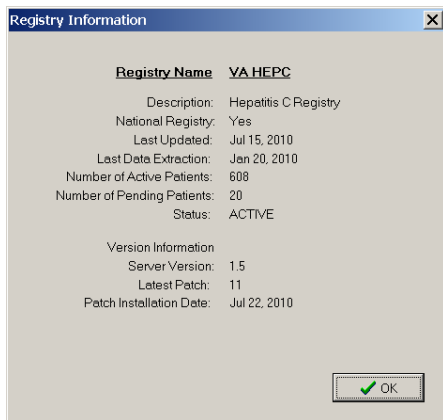 Registry Information
Registry Name VA HEPC
Description: Hepatitis C Registry
National Registry: Yes
Last Updated: Jul 15, 2010
Last Data Extraction: Jan 20, 2010
Number of Active Patients: 608
Number of Pending Patients: 20
Status: ACTIVE
Version Information
Server Version: 1.5
Latest Patch: 11
Patch Installation Date: Jul 22, 2010
OK